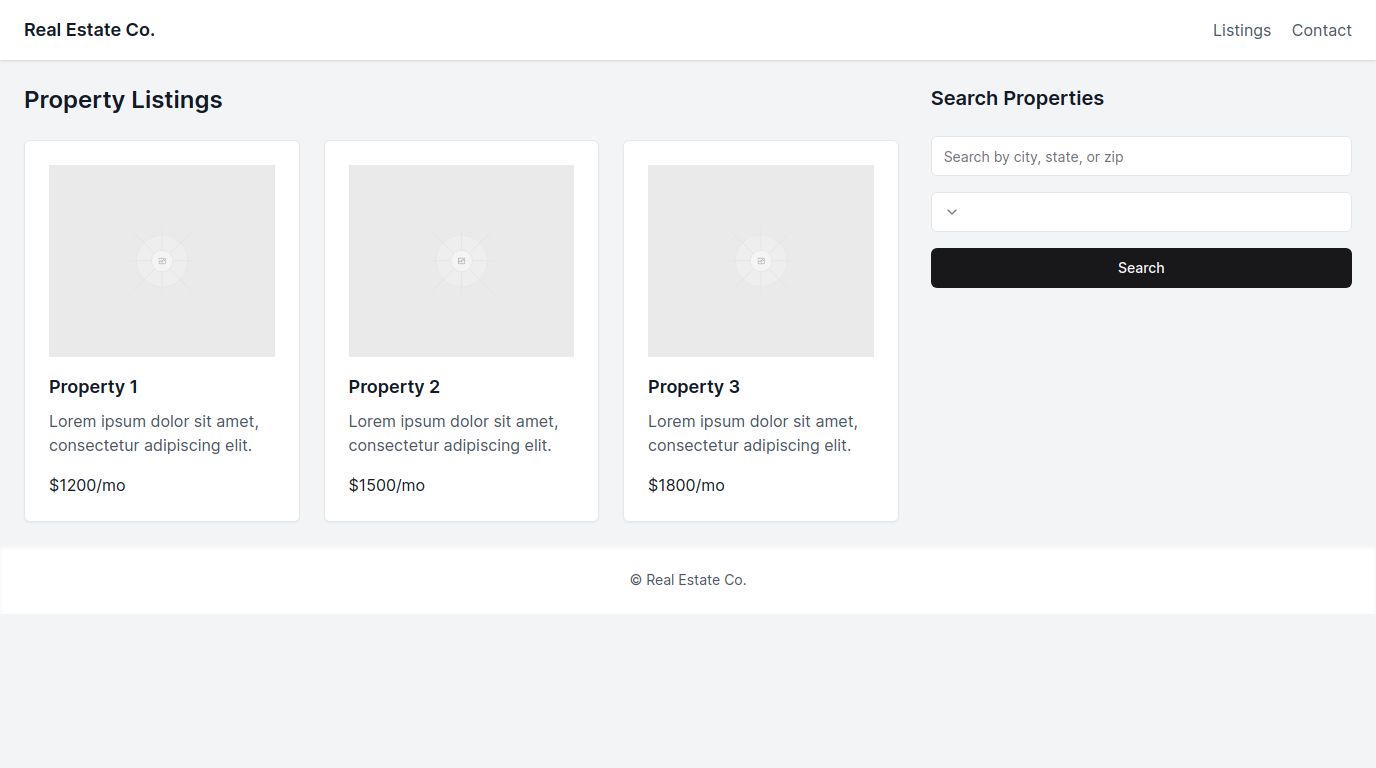 Real Estate Co.
Listings
Contact
Property Listings
Property 1
Lorem ipsum dolor sit amet,
consectetur adipiscing elit.
$1200/mo
Property 2
Lorem ipsum dolor sit amet,
consectetur adipiscing elit.
$1500/mo
Property 3
Lorem ipsum dolor sit amet,
consectetur adipiscing elit.
$1800/mo
Search Properties
Search by city, state, or zip
Search
© Real Estate Co.